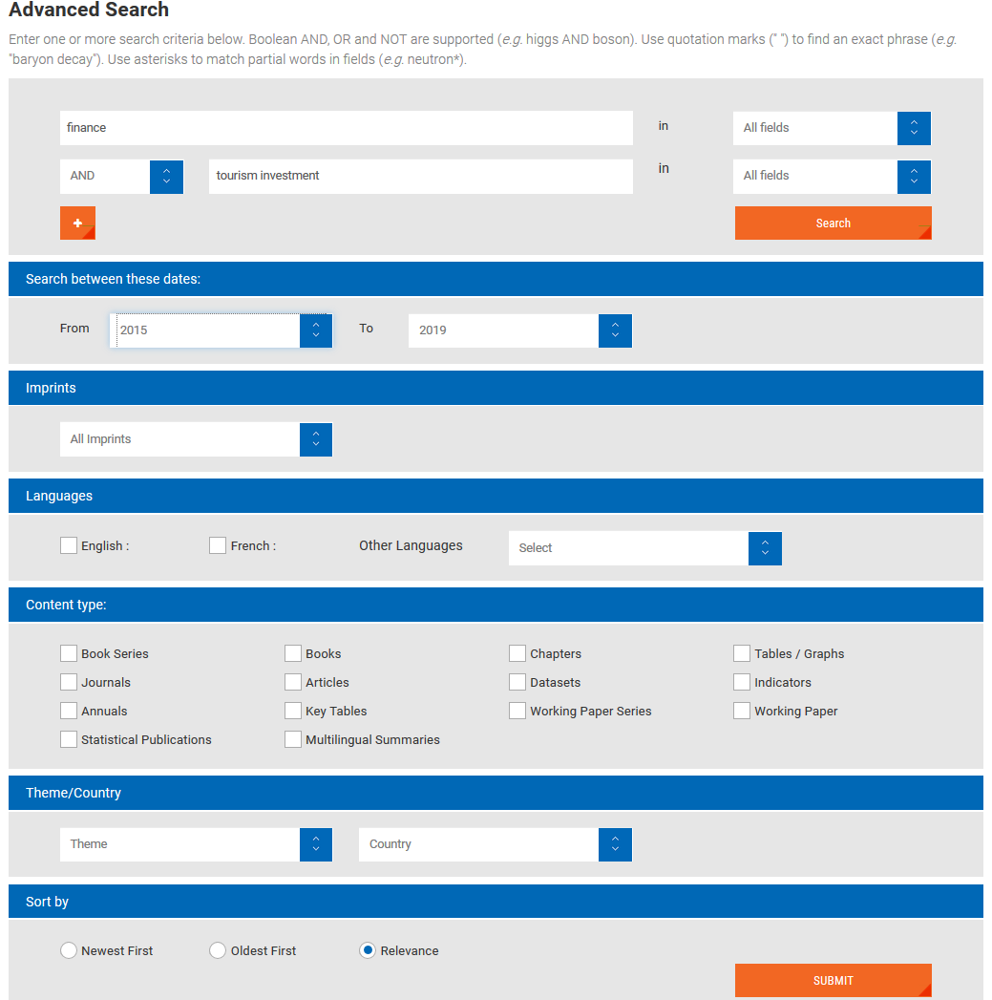 Advanced Search
Enter one or more search criteria below. Boolean AND, OR and NOT are supported (e.g. higgs AND boson). Use quotation marks (" ") to find an exact phrase (e.g.
"baryon decay"). Use asterisks to match partial words in fields (e.g. neutron*).
finance in All fields
AND tourism investment in All fields
+ Search
Search between these dates:
From 2015 To 2019
Imprints
All Imprints
Languages
English : French : Other Languages Select
Content type:
Book Series Books Chapters Tables / Graphs
Journals Articles Datasets Indicators
Annuals Key Tables Working Paper Series Working Paper
Statistical Publications Multilingual Summaries
Theme/Country
Theme Country
Sort by
Newest First Oldest First Relevance
SUBMIT